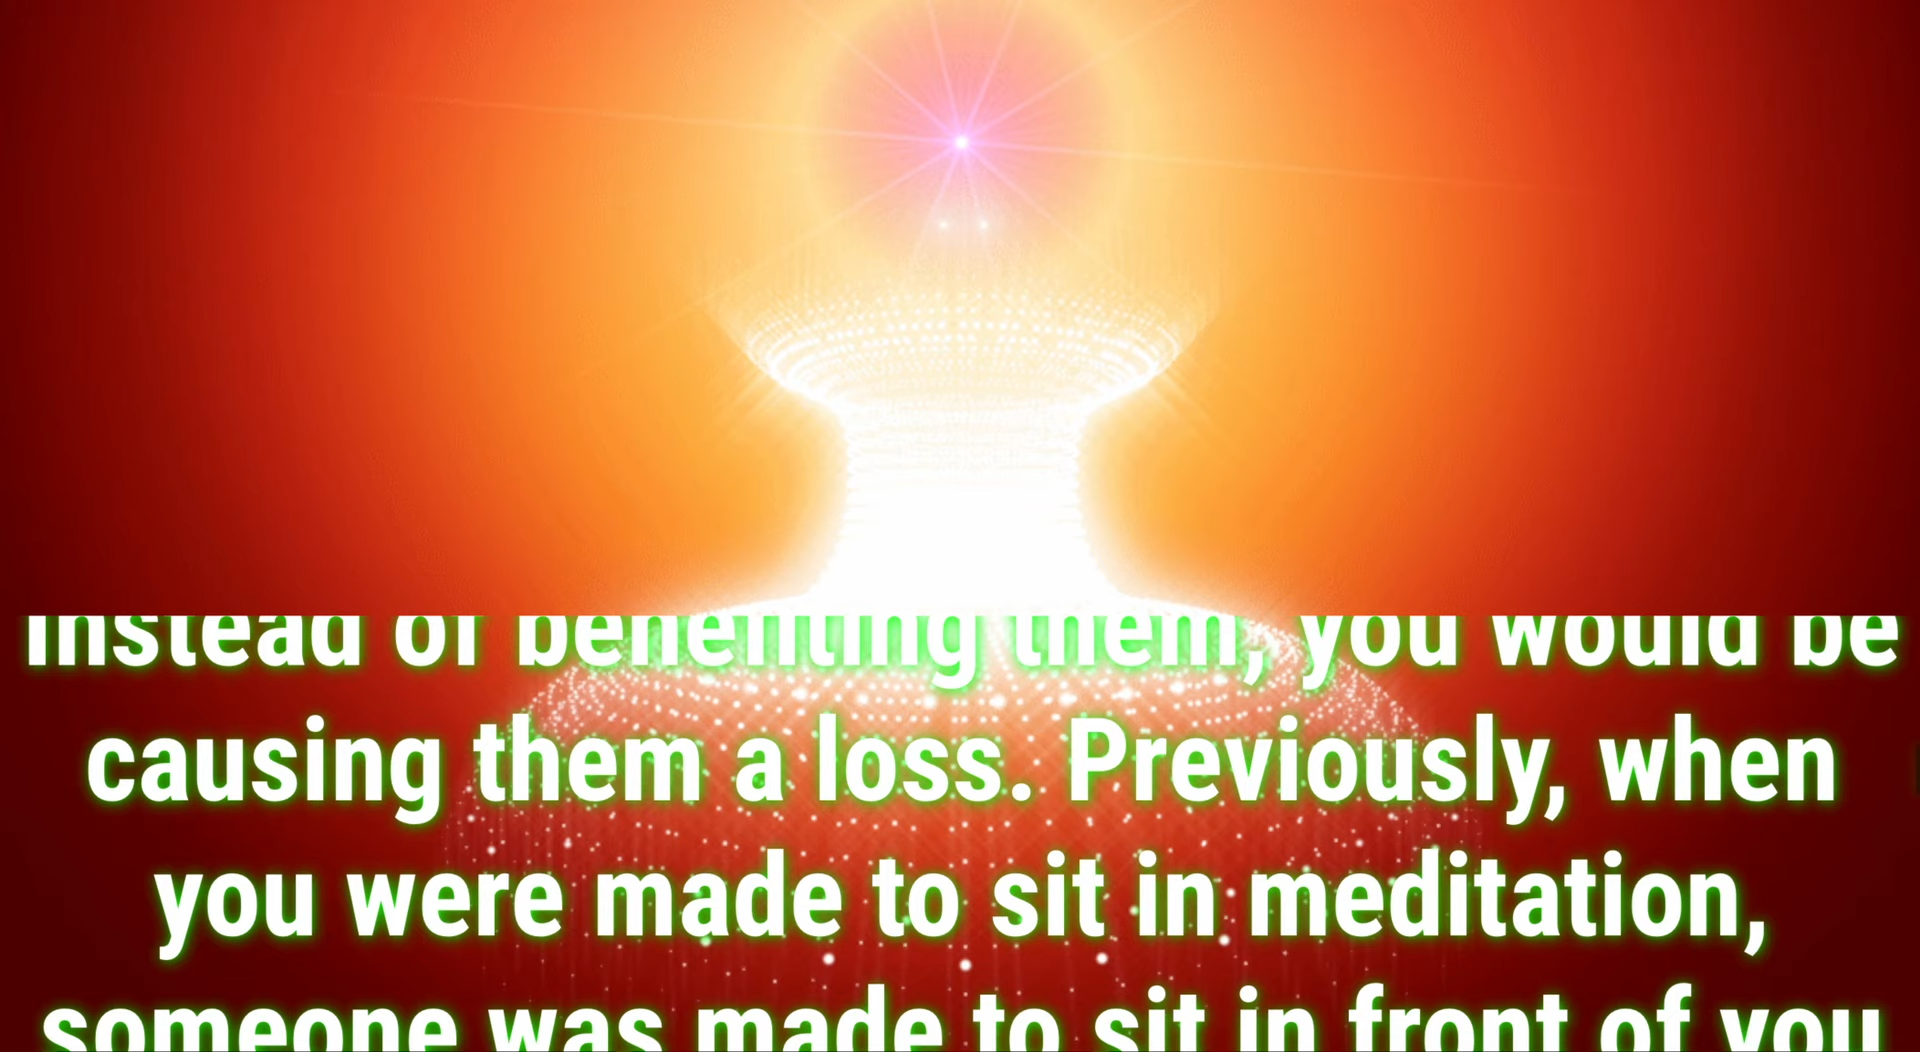 instead of benefiting them, you would be
causing them a loss. Previously, when
you were made to sit in meditation,
someone was made to sit in front of you